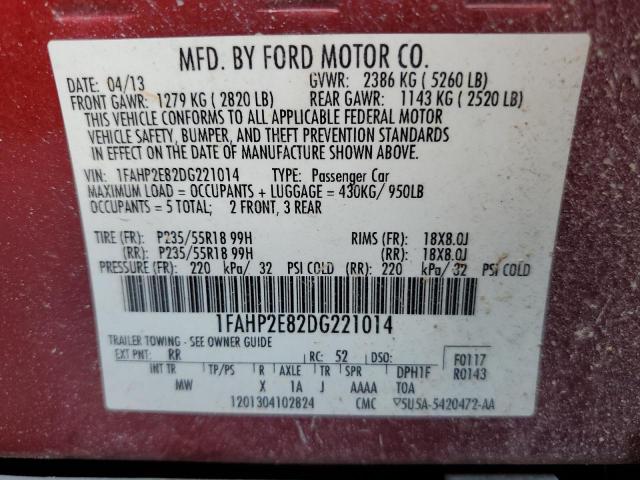 MFD. BY FORD MOTOR CO.
DATE: 04/13 GVWR: 2386 KG ( 5260 LB)
FRONT GAWR: 1279 KG ( 2820 LB) REAR GAWR: 1143 KG ( 2520 LB)
THIS VEHICLE CONFORMS TO ALL APPLICABLE FEDERAL MOTOR
VEHICLE SAFETY, BUMPER, AND THEFT PREVENTION STANDARDS
IN EFFECT ON THE DATE OF MANUFACTURE SHOWN ABOVE.
VIN: 1FAHP2E82DG221014 TYPE: Passenger Car
MAXIMUM LOAD = OCCUPANTS + LUGGAGE = 430KG/ 950LB
OCCUPANTS = 5 TOTAL; 2 FRONT, 3 REAR
TIRE (FR): P235/55R18 99H RIMS (FR): 18X8.0J
(RR): P235/55R18 99H (RR): 18X8.0J
PRESSURE (FR): 220 kPa/ 32 PSI COLD (RR): 220 kPa/ 32 PSI COLD
1FAHP2E82DG221014
TRAILER TOWING - SEE OWNER GUIDE
EXT PNT: RR RC: 52 DSO: F0117
INT TR TP/PS R AXLE TR SPR DPH1F R0143
MW X 1A J AAAA TOA
1201304102824 CMC 5U5A-5420472-AA